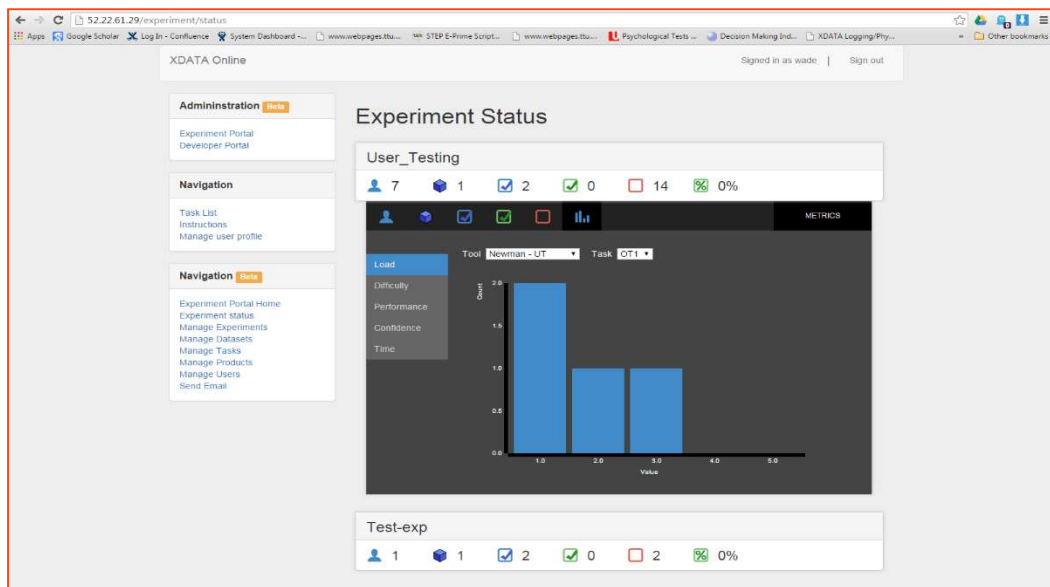 52.22.61.29/experiment/status
Apps Google Scholar Log In - Confluence System Dashboard -... www.webpages.ttu... STEP E-Prime Script... www.webpages.ttu... Psychological Tests ... Decision Making Ind... XDATA Logging/Phy... » Other bookmarks
XDATA Online Signed in as wade | Sign out
Admininstration Beta
Experiment Portal
Developer Portal
Navigation
Task List
Instructions
Manage user profile
Navigation Beta
Experiment Portal Home
Experiment status
Manage Experiments
Manage Datasets
Manage Tasks
Manage Products
Manage Users
Send Email
Experiment Status
User_Testing
7 1 2 0 14 % 0%
METRICS
Load
Difficulty
Performance
Confidence
Time
Tool Newman - UT Task OT1
Count
2.0
1.5
1.0
0.5
0.0
1.0 2.0 3.0 4.0 5.0
Value
Test-exp
1 1 2 0 2 % 0%